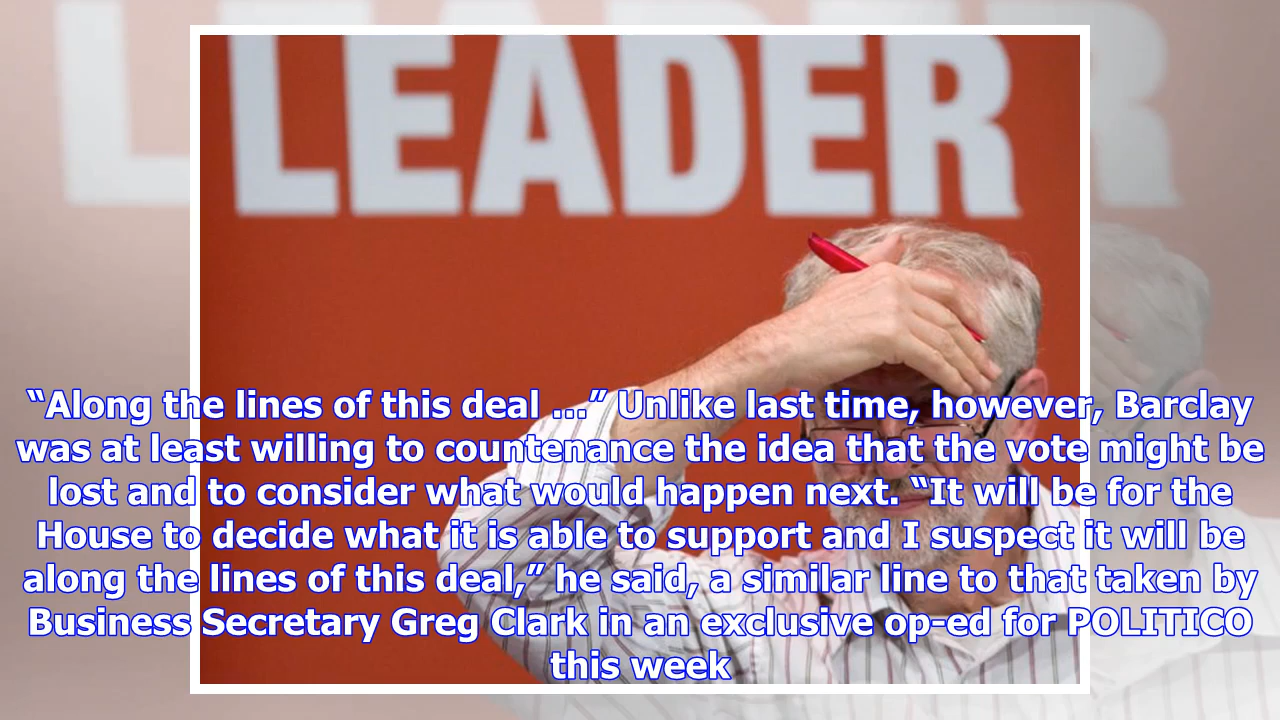 LEADER
“Along the lines of this deal ...” Unlike last time, however, Barclay
was at least willing to countenance the idea that the vote might be
lost and to consider what would happen next. “It will be for the
House to decide what it is able to support and I suspect it will be
along the lines of this deal,” he said, a similar line to that taken by
Business Secretary Greg Clark in an exclusive op-ed for POLITICO
this week